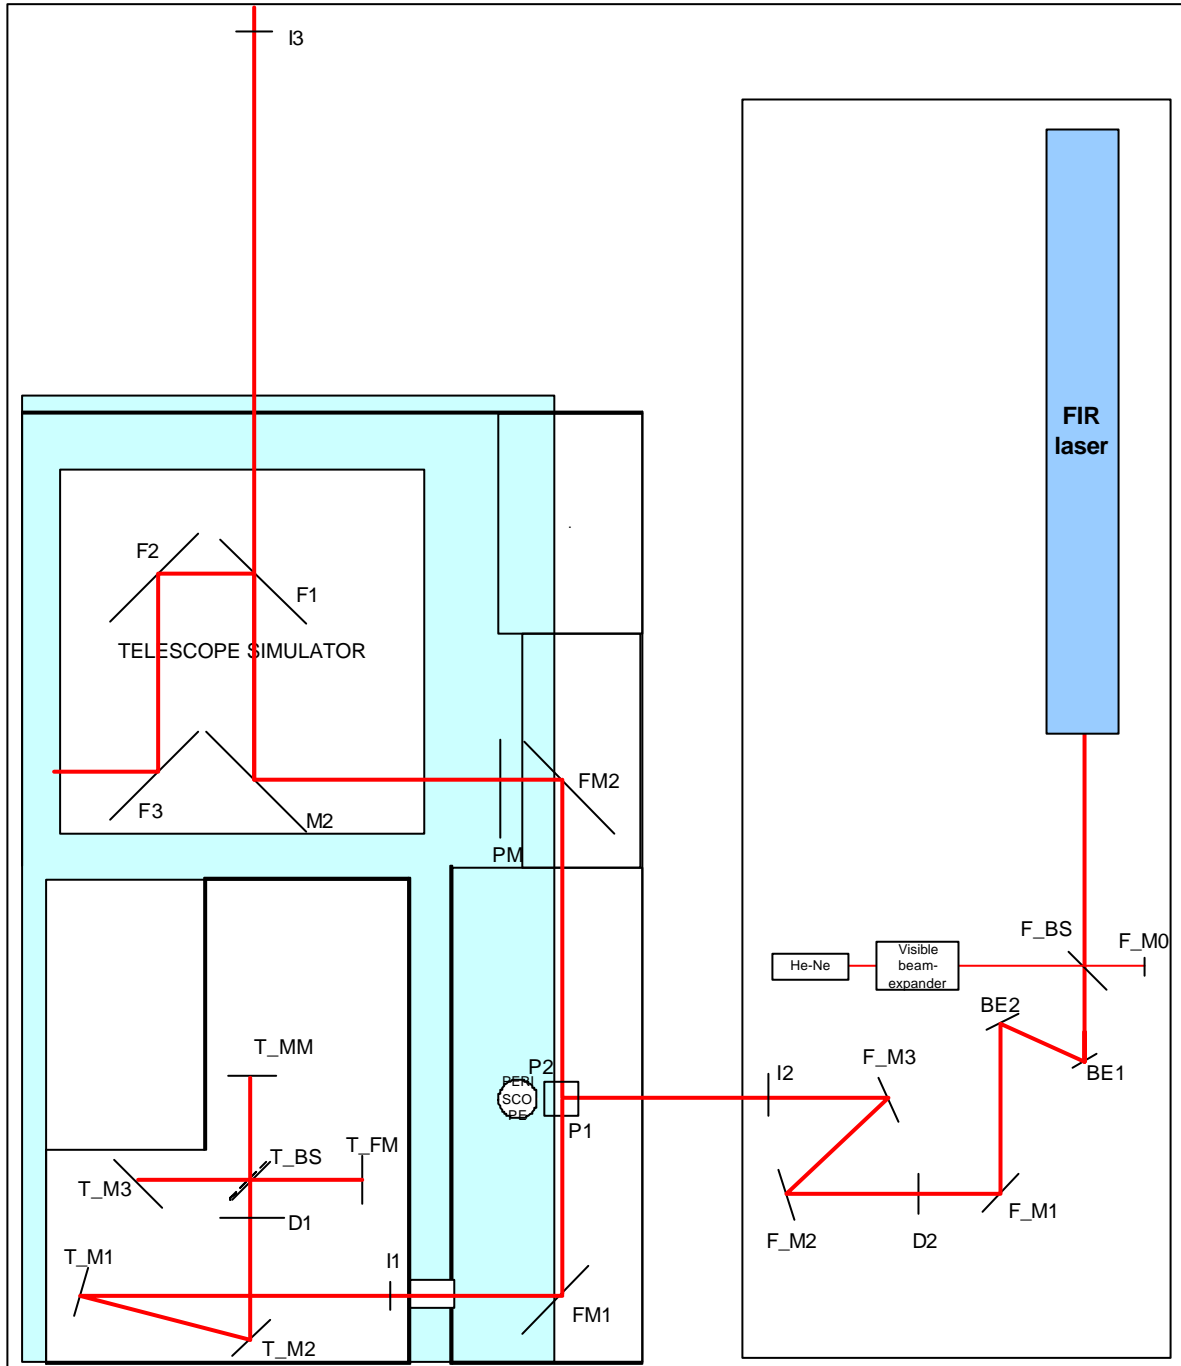 I3
FIR
laser
F2
F1
TELESCOPE SIMULATOR
FM2
F3
M2
PM
F_BS
F_M0
He-Ne
Visible
beam-
expander
BE2
BE1
T_MM
P2
PERI
SCO
PE
I2
F_M3
P1
T_BS
T_FM
T_M3
D1
F_M1
F_M2
D2
T_M1
I1
FM1
T_M2